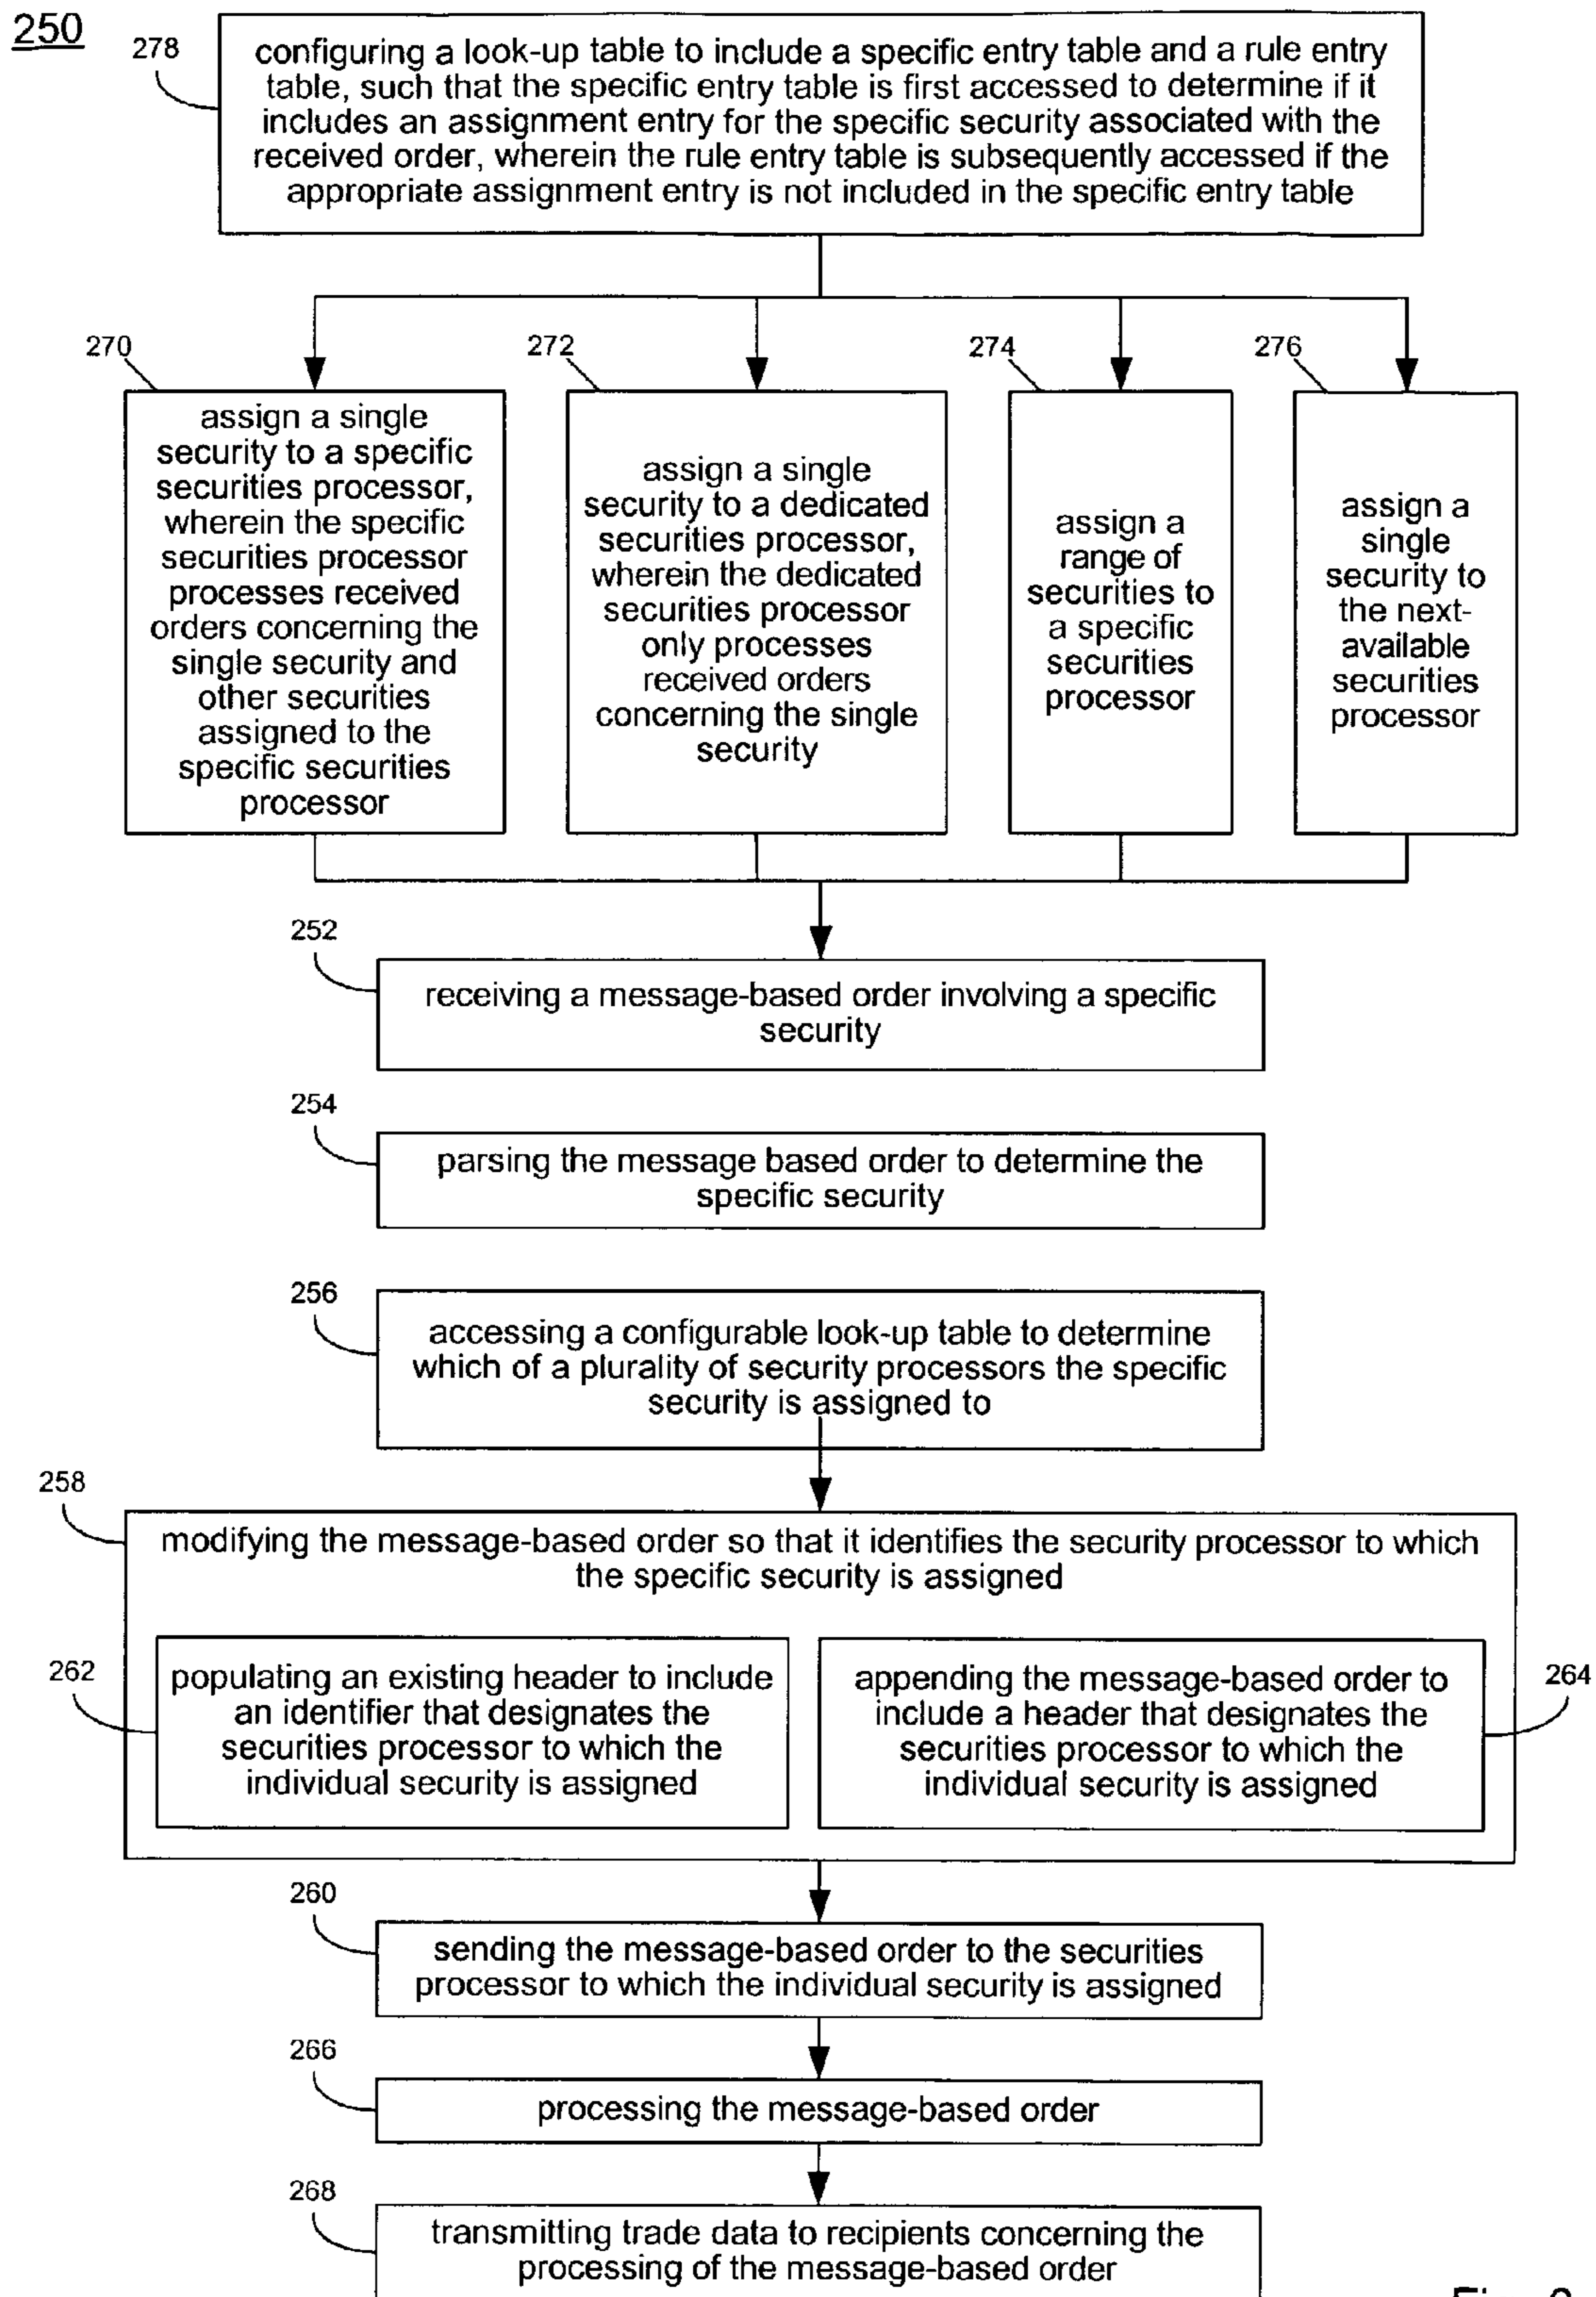 250
278
configuring a look-up table to include a specific entry table and a rule entry
table, such that the specific entry table is first accessed to determine if it
includes an assignment entry for the specific security associated with the
received order, wherein the rule entry table is subsequently accessed if the
appropriate assignment entry is not included in the specific entry table
270
assign a single
security to a specific
securities processor,
wherein the specific
securities processor
processes received
orders concerning the
single security and
other securities
assigned to the
specific securities
processor
272
assign a single
security to a dedicated
securities processor,
wherein the dedicated
securities processor
only processes
received orders
concerning the single
security
274
assign a
range of
securities to
a specific
securities
processor
276
assign a
single
security to
the next-
available
securities
processor
252
receiving a message-based order involving a specific
security
254
parsing the message based order to determine the
specific security
256
accessing a configurable look-up table to determine
which of a plurality of security processors the specific
security is assigned to
258
modifying the message-based order so that it identifies the security processor to which
the specific security is assigned
262
populating an existing header to include
an identifier that designates the
securities processor to which the
individual security is assigned
264
appending the message-based order to
include a header that designates the
securities processor to which the
individual security is assigned
260
sending the message-based order to the securities
processor to which the individual security is assigned
266
processing the message-based order
268
transmitting trade data to recipients concerning the
processing of the message-based order